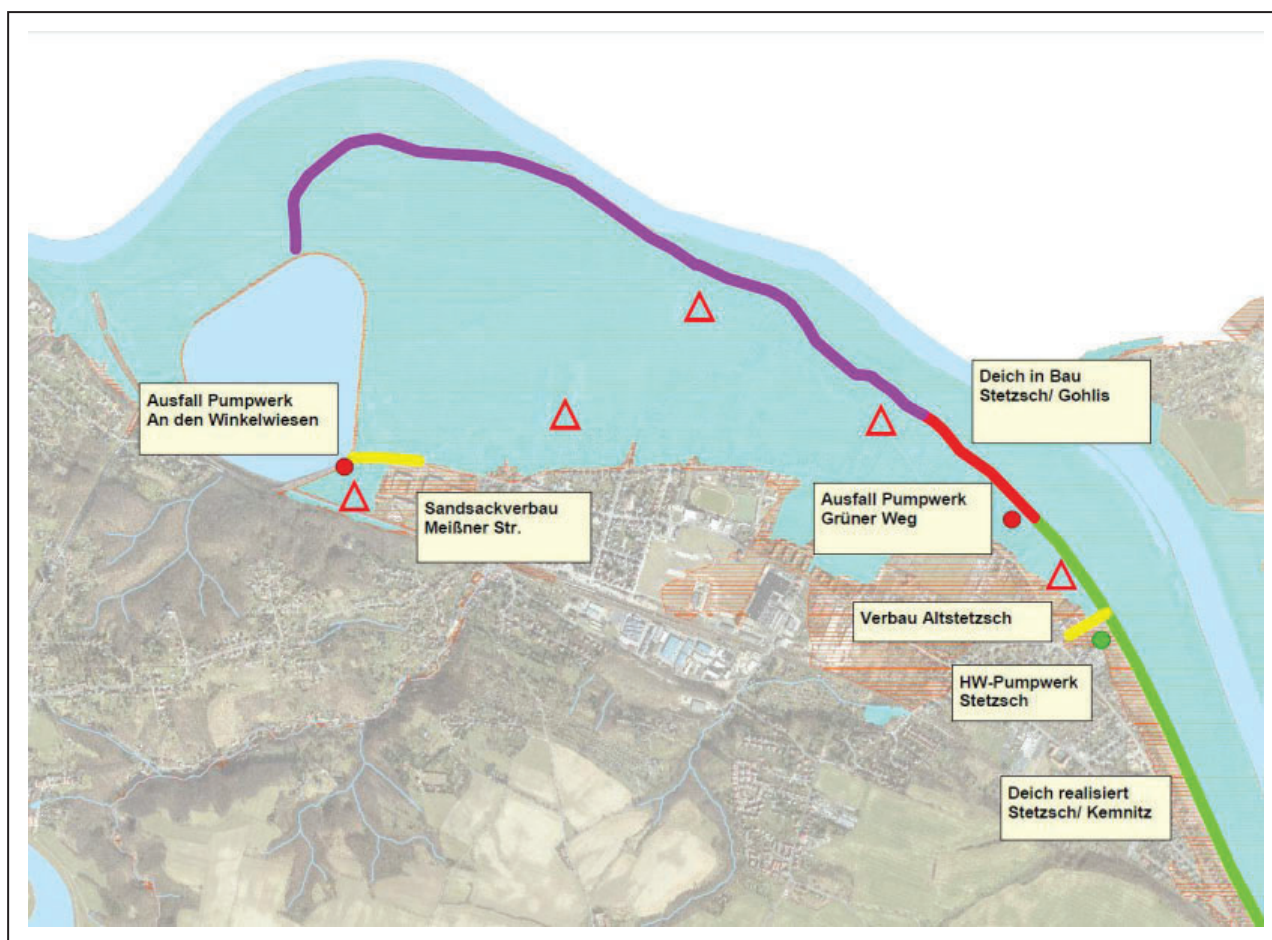 Deich in Bau
Stetzsch/ Gohlis
Ausfall Pumpwerk
An den Winkelwiesen
Sandsackverbau
Meißner Str.
Ausfall Pumpwerk
Grüner Weg
Verbau Altstetzsch
HW-Pumpwerk
Stetzsch
Deich realisiert
Stetzsch/ Kemnitz